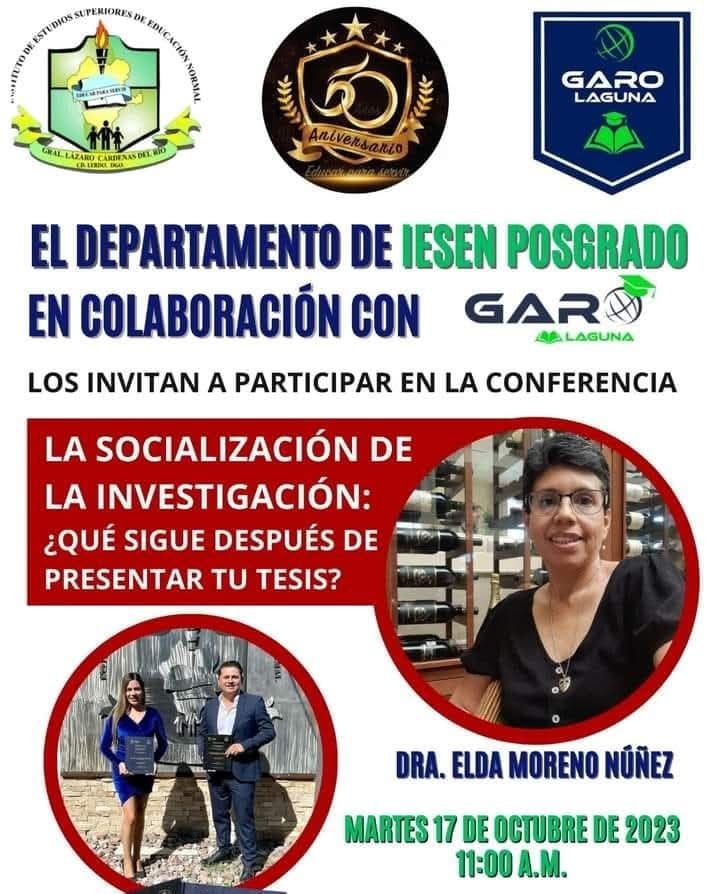 INSTITUTO DE ESTUDIOS SUPERIORES DE EDUCACIÓN NORMAL
EDUCAR PARA SERVIR
GRAL. LÁZARO CÁRDENAS DEL RÍO
CD. LERDO, DGO.
50
Años
Aniversario
Educar para servir
GARO
LAGUNA
EL DEPARTAMENTO DE IESEN POSGRADO
EN COLABORACIÓN CON GARO
LAGUNA
LOS INVITAN A PARTICIPAR EN LA CONFERENCIA
LA SOCIALIZACIÓN DE
LA INVESTIGACIÓN:
¿QUÉ SIGUE DESPUÉS DE
PRESENTAR TU TESIS?
DRA. ELDA MORENO NÚÑEZ
MARTES 17 DE OCTUBRE DE 2023
11:00 A.M.